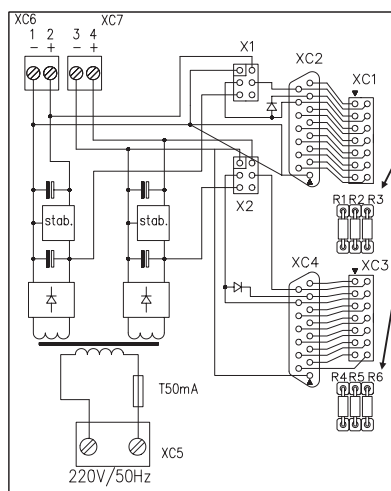 XC6 XC7
1 2 3 4
- + - +
X1
XC2
XC1
stab. stab.
X2
R1 R2 R3
XC4
XC3
T50mA
R4 R5 R6
XC5
220V/50Hz